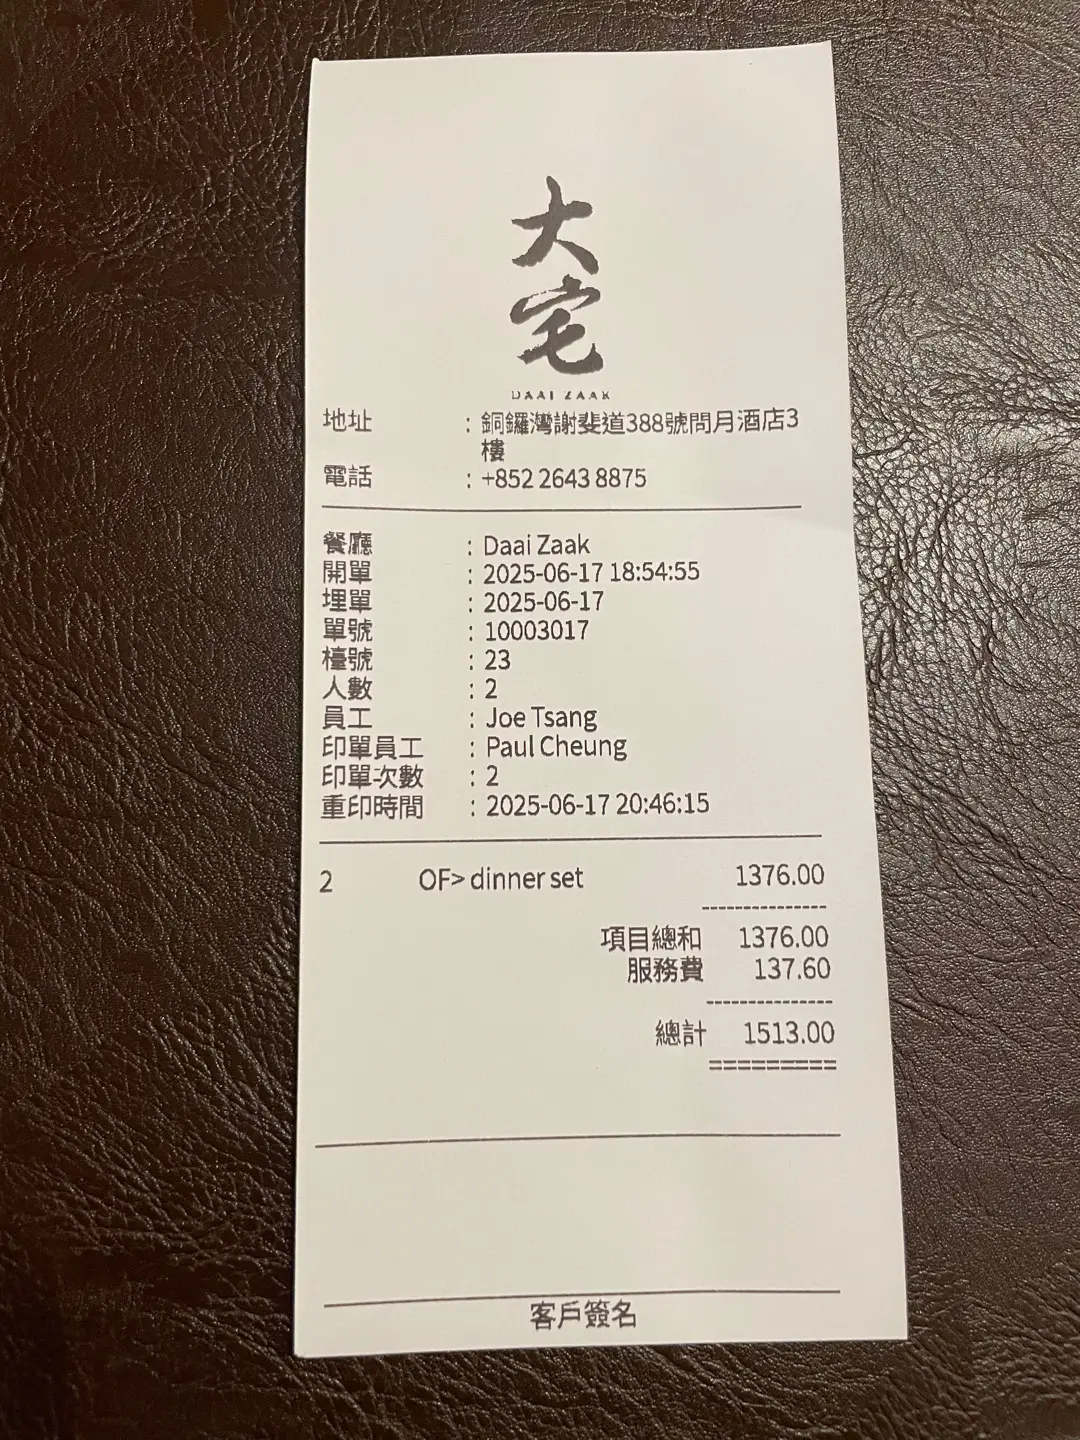 大
宅
DAAI ZAAK
地址 : 銅鑼灣謝斐道388號問月酒店3
樓
電話 : +852 2643 8875
餐廳 : Daai Zaak
開單 : 2025-06-17 18:54:55
埋單 : 2025-06-17
單號 : 10003017
檯號 : 23
人數 : 2
員工 : Joe Tsang
印單員工 : Paul Cheung
印單次數 : 2
重印時間 : 2025-06-17 20:46:15
2 OF> dinner set 1376.00
---------------
項目總和 1376.00
服務費 137.60
---------------
總計 1513.00
=========
客戶簽名